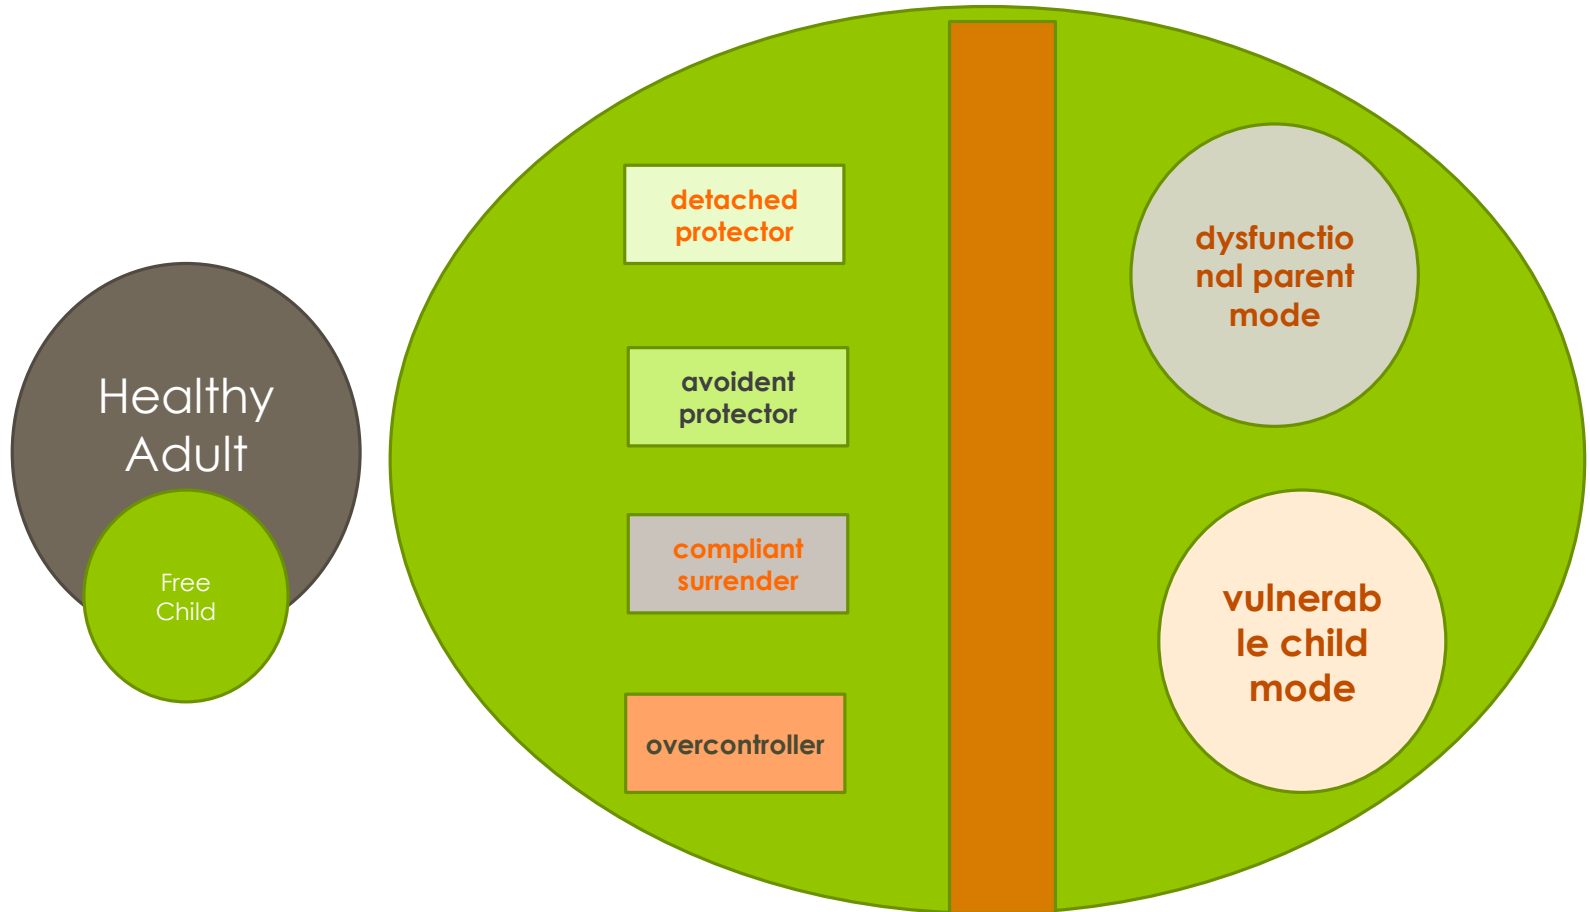 Healthy
Adult
Free
Child
detached
protector
avoident
protector
compliant
surrender
overcontroller
dysfunctio
nal parent
mode
vulnerab
le child
mode